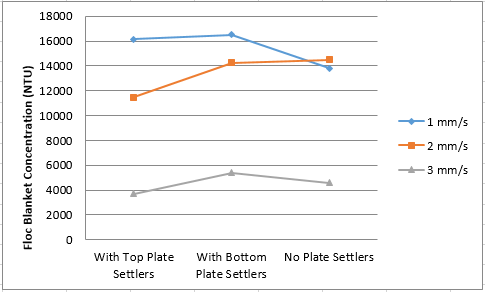 18000
16000
14000
12000
10000
8000
6000
4000
2000
0
Floc Blanket Concentration (NTU)
With Top Plate
Settlers
With Bottom
Plate Settlers
No Plate Settlers
1 mm/s
2 mm/s
3 mm/s